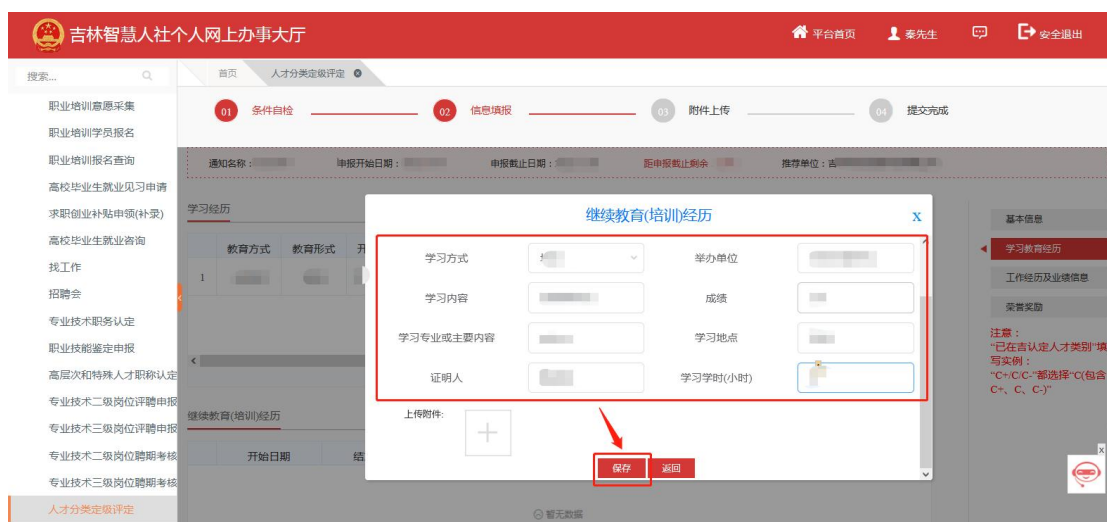 吉林智慧人社个人网上办事大厅
平台首页 秦先生 安全退出
搜索...
首页 人才分类定级评定
职业培训意愿采集
职业培训学员报名
职业培训报名查询
高校毕业生就业见习申请
求职创业补贴申领(补录)
高校毕业生就业咨询
找工作
招聘会
专业技术职务认定
职业技能鉴定申报
高层次和特殊人才职称认定
专业技术二级岗位评聘申报
专业技术三级岗位评聘申报
专业技术二级岗位聘期考核
专业技术三级岗位聘期考核
人才分类定级评定
01 条件自检 02 信息填报 03 附件上传 04 提交完成
通知名称: 申报开始日期: 申报截止日期: 距申报截止剩余 推荐单位:吉
学习经历
教育方式 教育形式 开
1
继续教育(培训)经历
开始日期 结
暂无数据
继续教育(培训)经历 X
学习方式 举办单位
学习内容 成绩
学习专业或主要内容 学习地点
证明人 学习学时(小时)
上传附件:
保存 返回
基本信息
学习教育经历
工作经历及业绩信息
荣誉奖励
注意:
“已在吉认定人才类别”填
写实例:
“C+/C/C-”都选择“C(包含
C+、C、C-)”
x